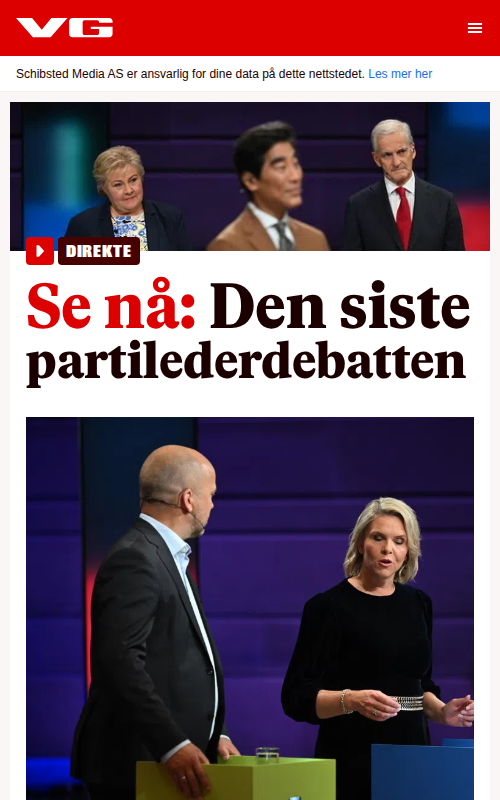 VG
Schibsted Media AS er ansvarlig for dine data på dette nettstedet. Les mer her
DIREKTE
Se nå: Den siste
partilederdebatten